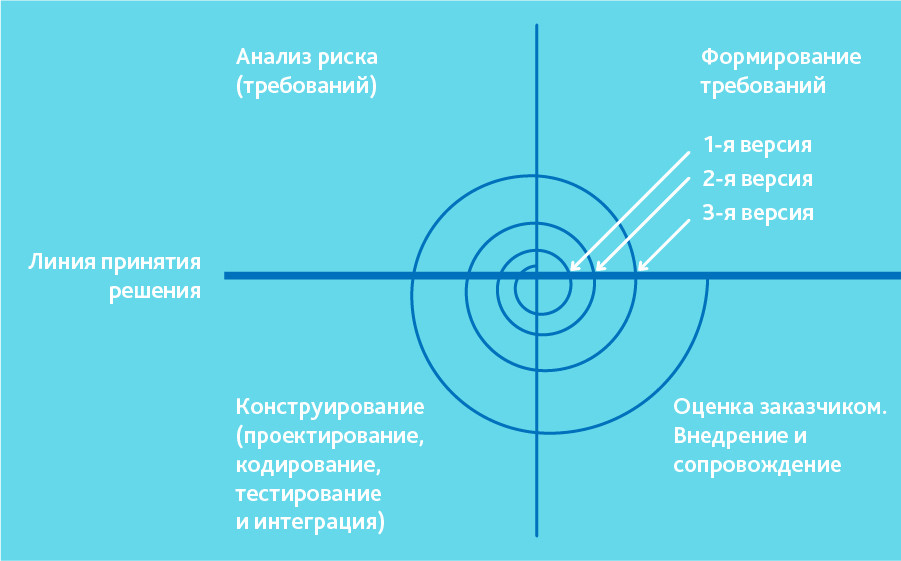 Анализ риска
(требований)
Формирование
требований
1-я версия
2-я версия
3-я версия
Линия принятия
решения
Конструирование
(проектирование,
кодирование,
тестирование
и интеграция)
Оценка заказчиком.
Внедрение и
сопровождение